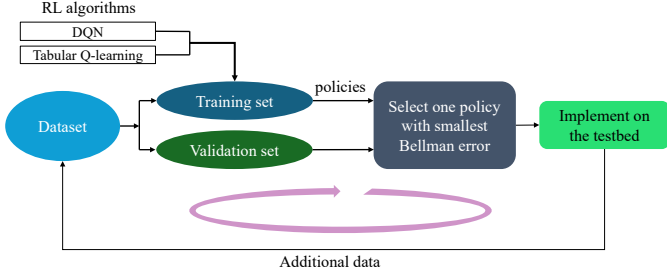 RL algorithms
DQN
Tabular Q-learning
policies
Training set
Dataset
Validation set
Select one policy
with smallest
Bellman error
Implement on
the testbed
Additional data